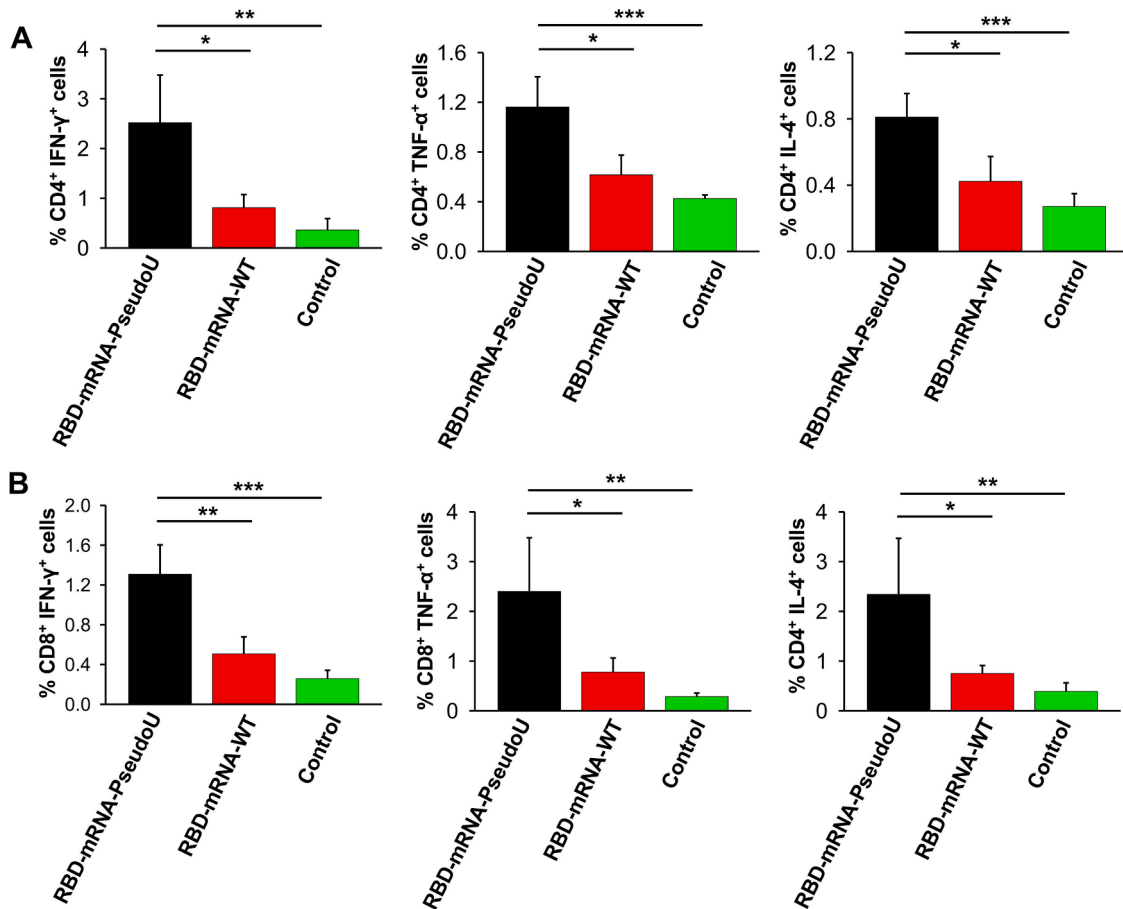 A
% CD4⁺ IFN-γ⁺ cells
4
3
2
1
0
**
*
RBD-mRNA-PseudoU
RBD-mRNA-WT
Control
% CD4⁺ TNF-α⁺ cells
1.6
1.2
0.8
0.4
0.0
***
*
RBD-mRNA-PseudoU
RBD-mRNA-WT
Control
% CD4⁺ IL-4⁺ cells
1.2
0.8
0.4
0.0
***
*
RBD-mRNA-PseudoU
RBD-mRNA-WT
Control
B
% CD8⁺ IFN-γ⁺ cells
2.0
1.6
1.2
0.8
0.4
0.0
***
**
RBD-mRNA-PseudoU
RBD-mRNA-WT
Control
% CD8⁺ TNF-α⁺ cells
4
3
2
1
0
**
*
RBD-mRNA-PseudoU
RBD-mRNA-WT
Control
% CD4⁺ IL-4⁺ cells
4
3
2
1
0
**
*
RBD-mRNA-PseudoU
RBD-mRNA-WT
Control